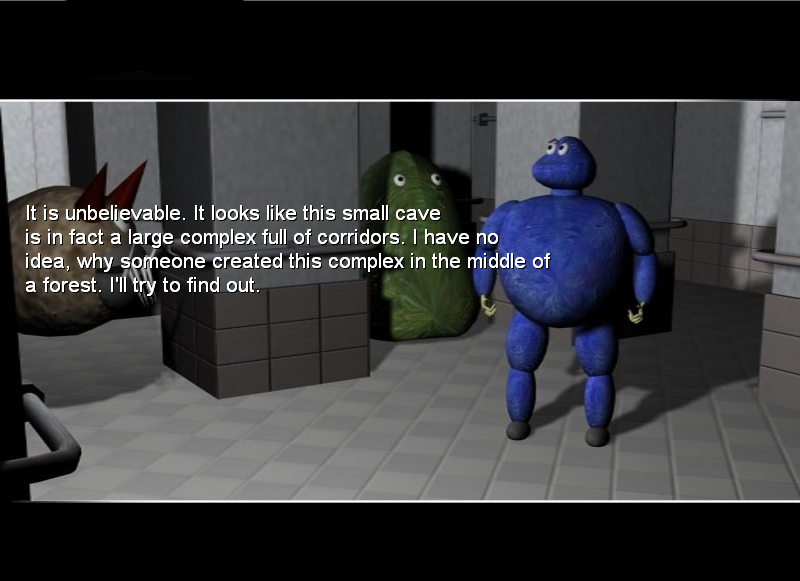 It is unbelievable. It looks like this small cave
is in fact a large complex full of corridors. I have no
idea, why someone created this complex in the middle of
a forest. I'll try to find out.